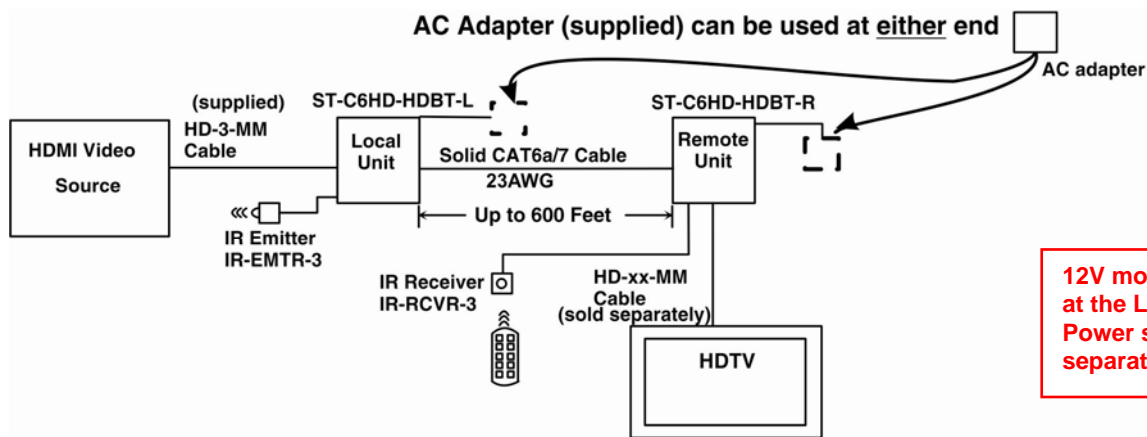 AC Adapter (supplied) can be used at either end
AC adapter
(supplied)
HD-3-MM
Cable
ST-C6HD-HDBT-L
ST-C6HD-HDBT-R
HDMI Video
Source
Local
Unit
Solid CAT6a/7 Cable
23AWG
Remote
Unit
Up to 600 Feet
IR Emitter
IR-EMTR-3
IR Receiver
IR-RCVR-3
HD-xx-MM
Cable
(sold separately)
HDTV
12V
at the
Power